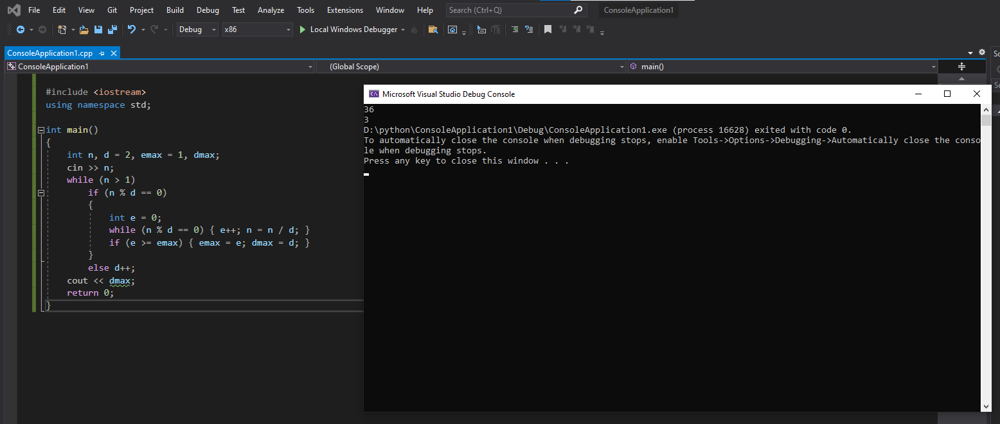 File Edit View Git Project Build Debug Test Analyze Tools Extensions Window Help Search (Ctrl+Q) ConsoleApplication1
Debug x86 Local Windows Debugger
ConsoleApplication1.cpp
ConsoleApplication1 (Global Scope) main()
#include <iostream>
using namespace std;
int main()
{
int n, d = 2, emax = 1, dmax;
cin >> n;
while (n > 1)
if (n % d == 0)
{
int e = 0;
while (n % d == 0) { e++; n = n / d; }
if (e >= emax) { emax = e; dmax = d; }
}
else d++;
cout << dmax;
return 0;
}
Microsoft Visual Studio Debug Console
36
3
D:\python\ConsoleApplication1\Debug\ConsoleApplication1.exe (process 16628) exited with code 0.
To automatically close the console when debugging stops, enable Tools->Options->Debugging->Automatically close the conso
le when debugging stops.
Press any key to close this window . . .